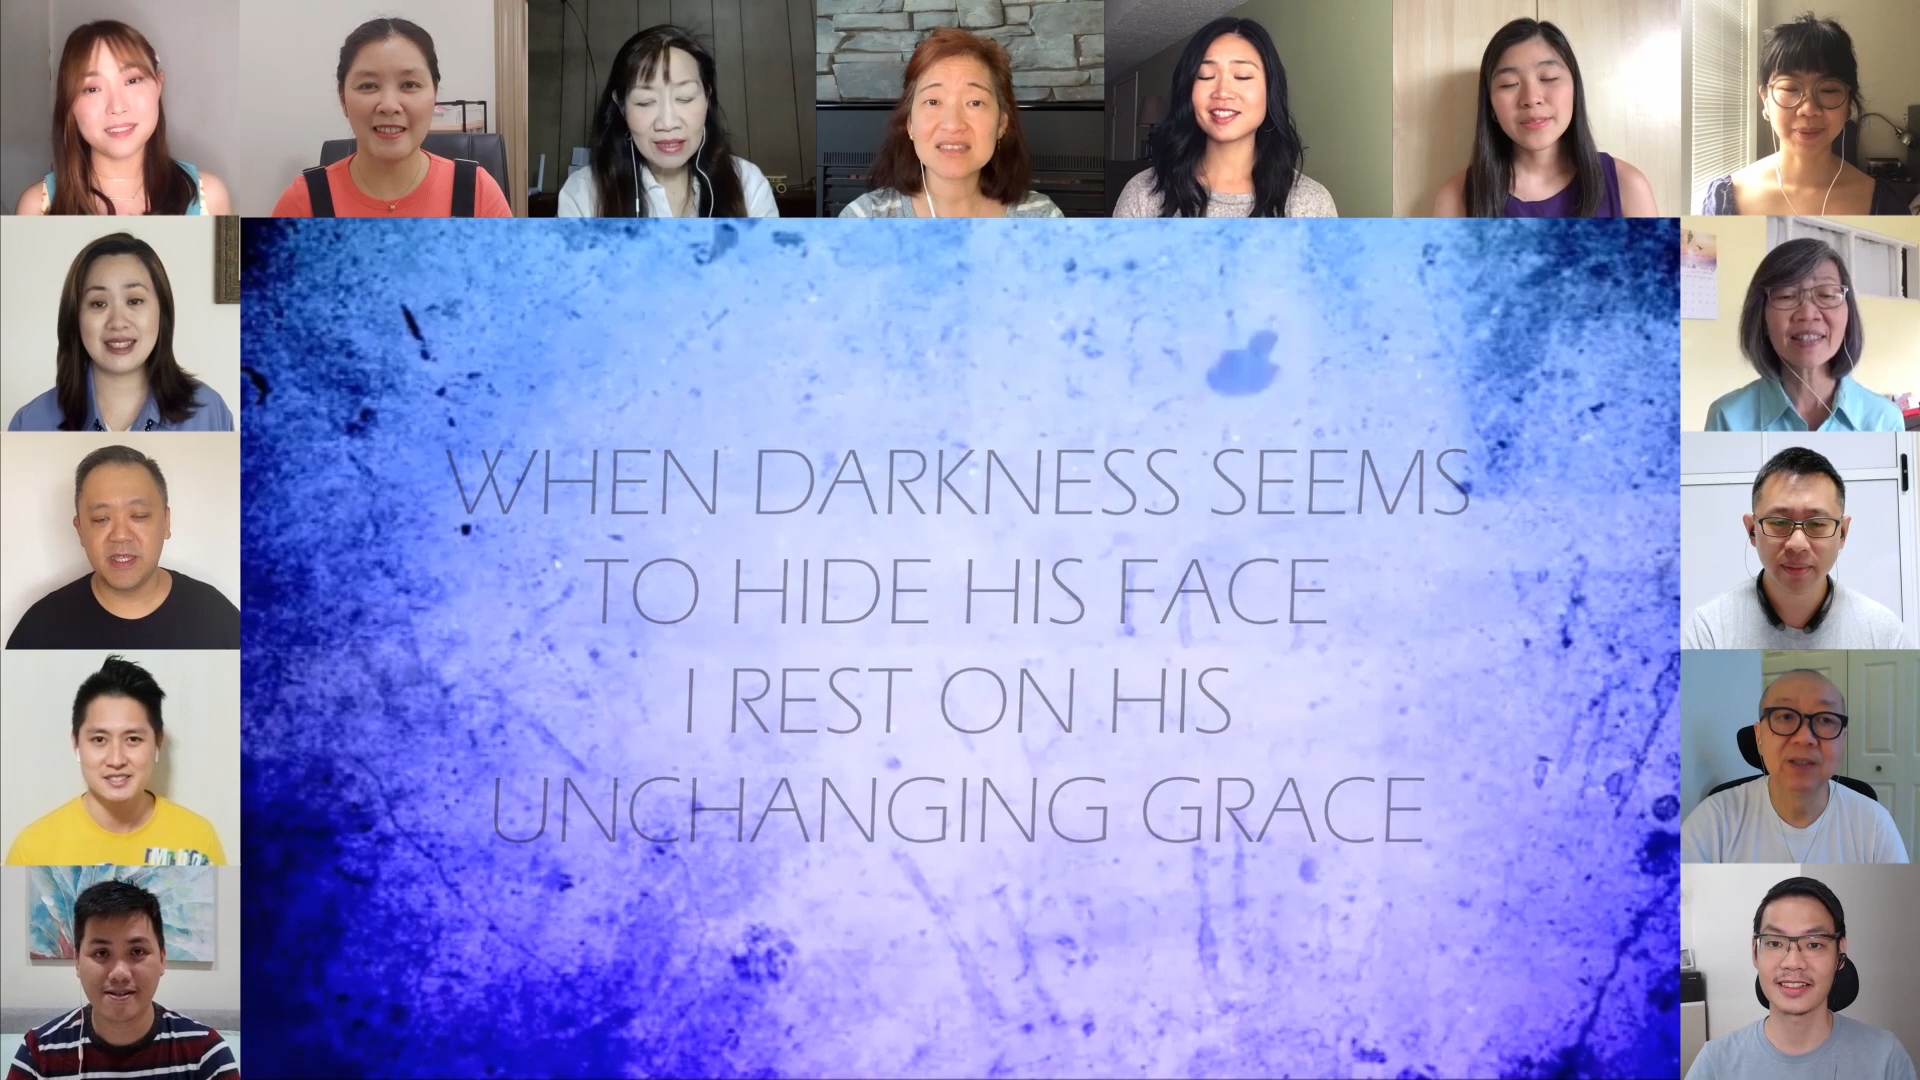 WHEN DARKNESS SEEMS
TO HIDE HIS FACE
I REST ON HIS
UNCHANGING GRACE